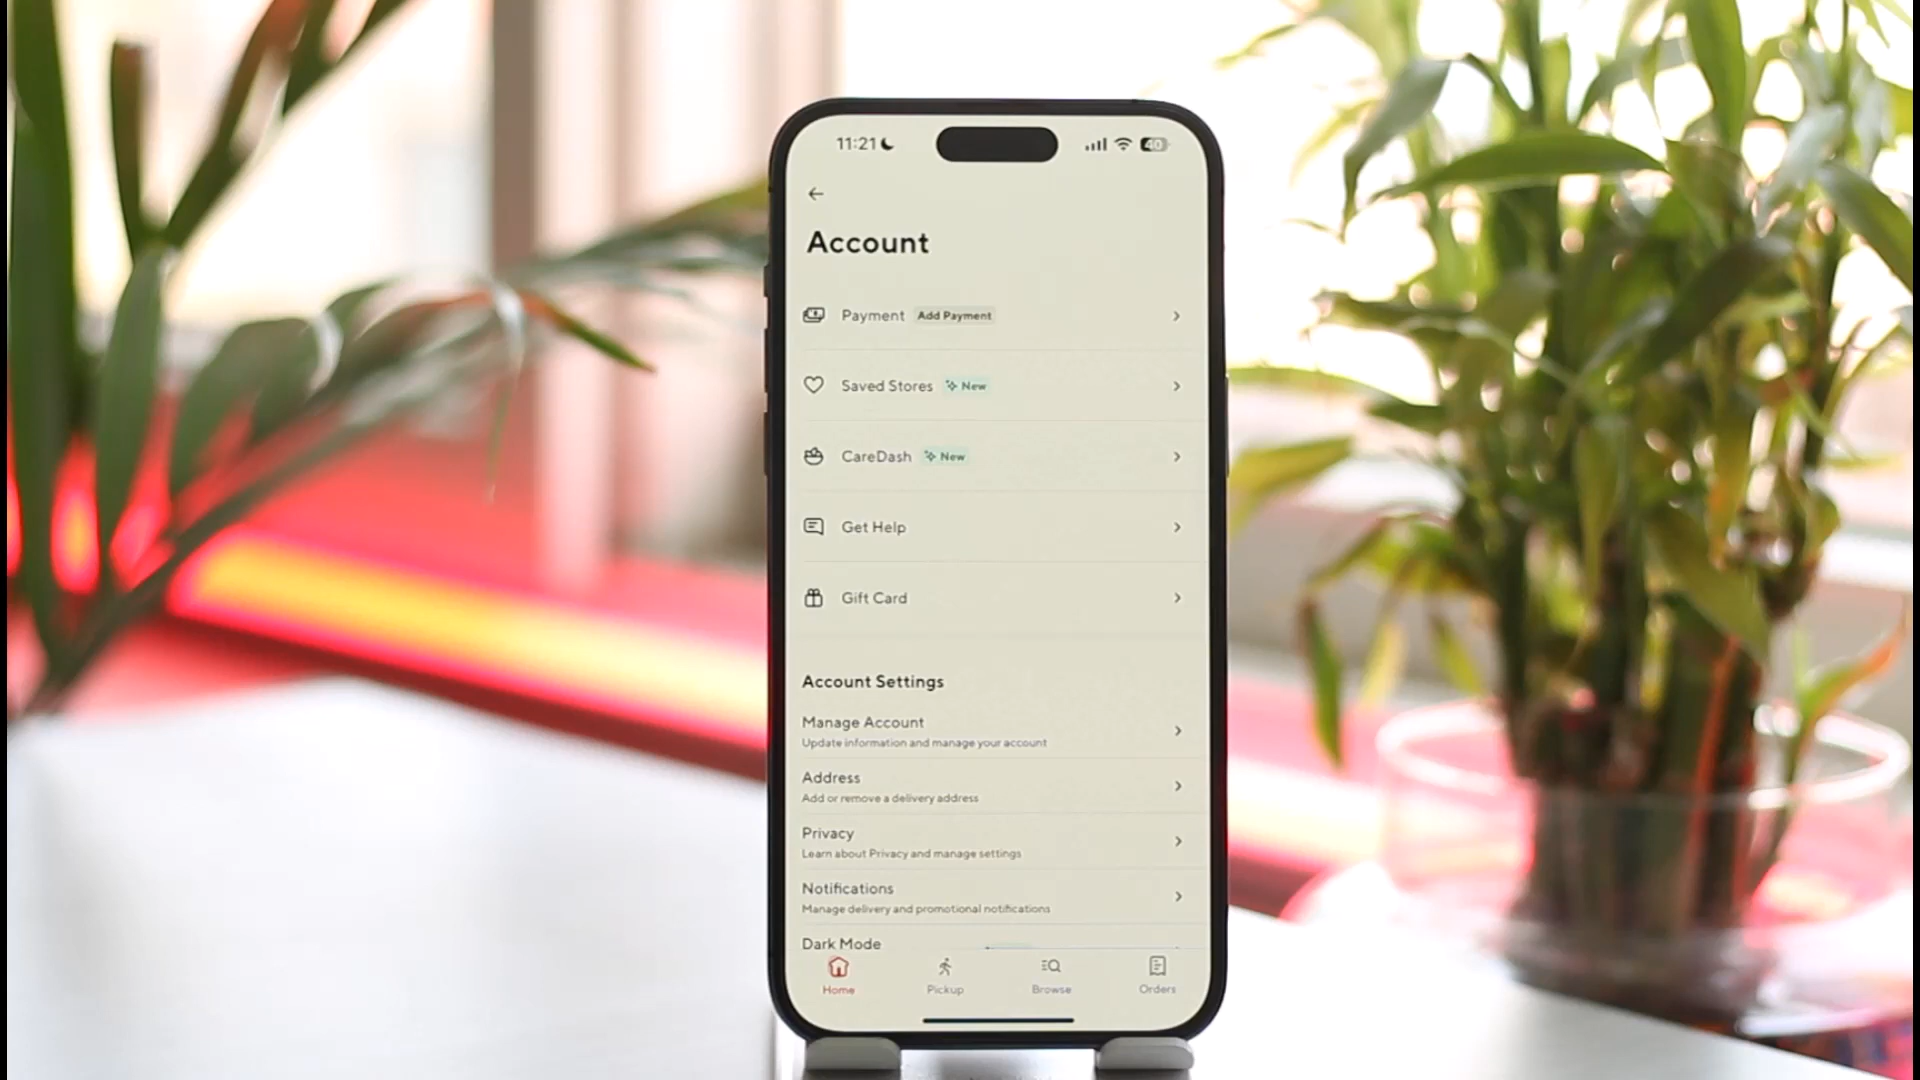 11:21
40
Account
Payment Add Payment
Saved Stores New
CareDash New
Get Help
Gift Card
Account Settings
Manage Account
Update information and manage your account
Address
Add or remove a delivery address
Privacy
Learn about Privacy and manage settings
Notifications
Manage delivery and promotional notifications
Dark Mode
Home Pickup Browse Orders